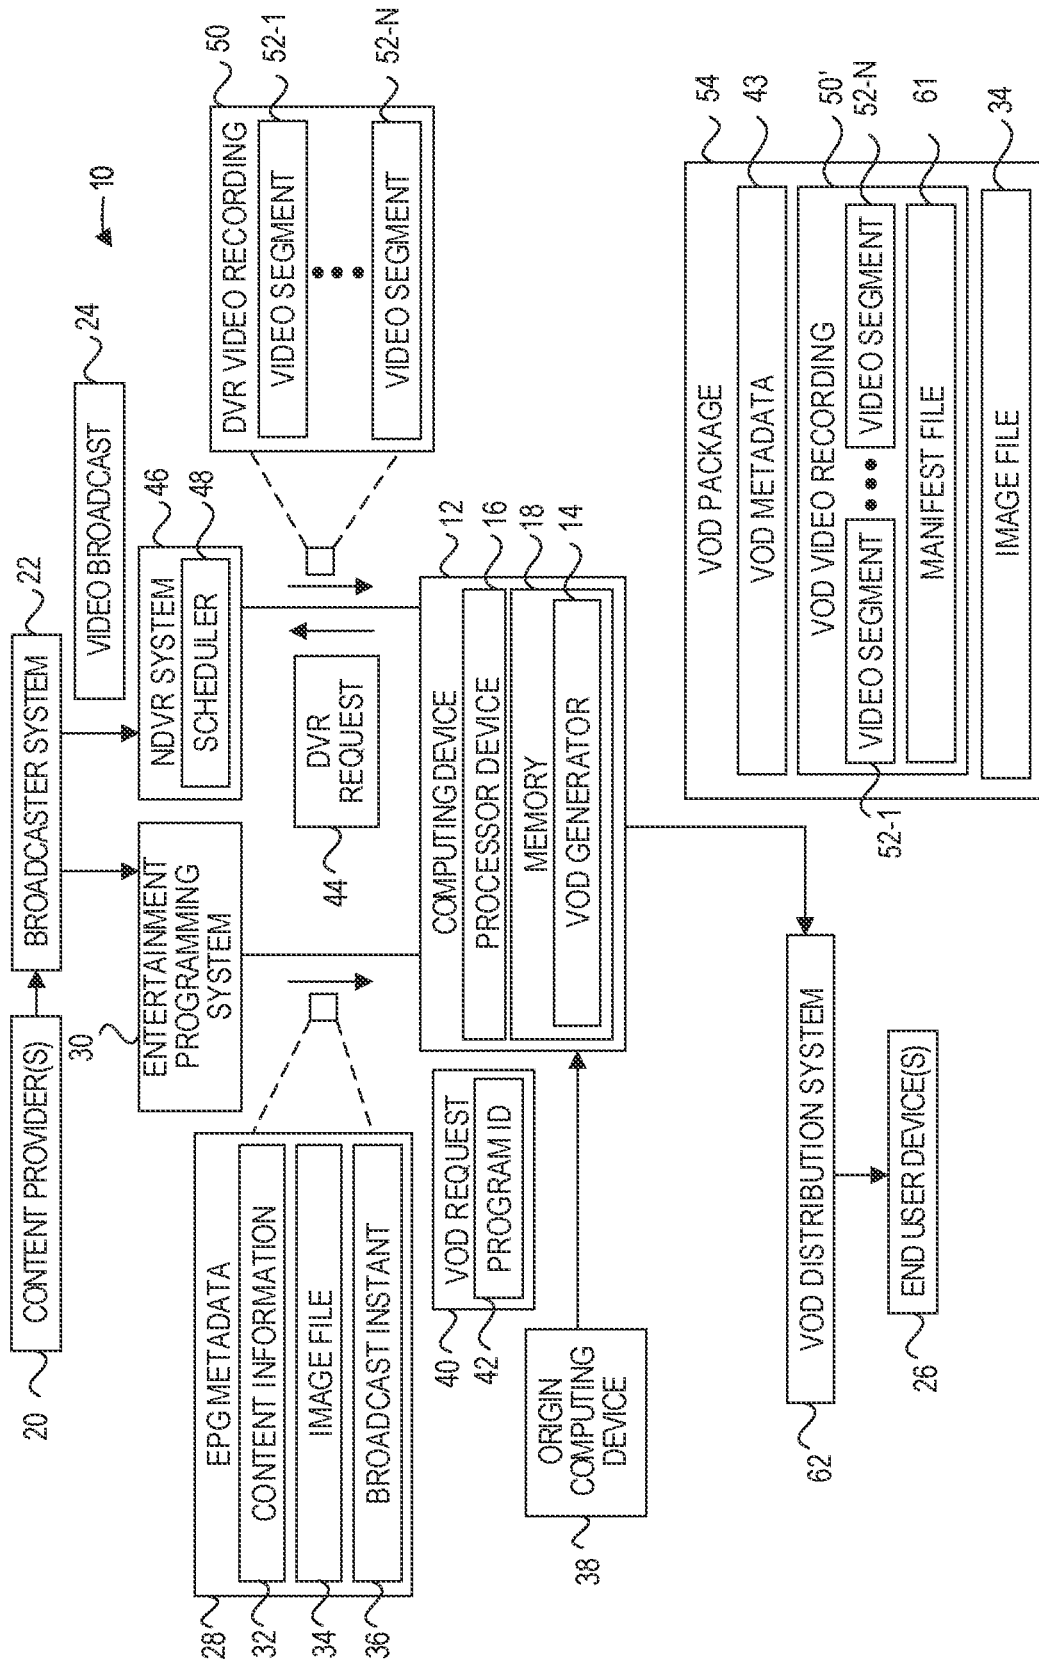 10
20
CONTENT PROVIDER(S)
BROADCASTER SYSTEM
22
VIDEO BROADCAST
24
30
ENTERTAINMENT
PROGRAMMING
SYSTEM
NDVR SYSTEM
46
SCHEDULER
48
28
EPG METADATA
32
CONTENT INFORMATION
34
IMAGE FILE
36
BROADCAST INSTANT
44
DVR
REQUEST
DVR VIDEO RECORDING
50
VIDEO SEGMENT
52-1
VIDEO SEGMENT
52-N
40
VOD REQUEST
42
PROGRAM ID
COMPUTING DEVICE
12
PROCESSOR DEVICE
16
MEMORY
18
VOD GENERATOR
14
38
ORIGIN
COMPUTING
DEVICE
VOD PACKAGE
54
VOD METADATA
43
VOD VIDEO RECORDING
50'
52-1
VIDEO SEGMENT
VIDEO SEGMENT
52-N
MANIFEST FILE
61
IMAGE FILE
34
62
VOD DISTRIBUTION SYSTEM
26
END USER DEVICE(S)